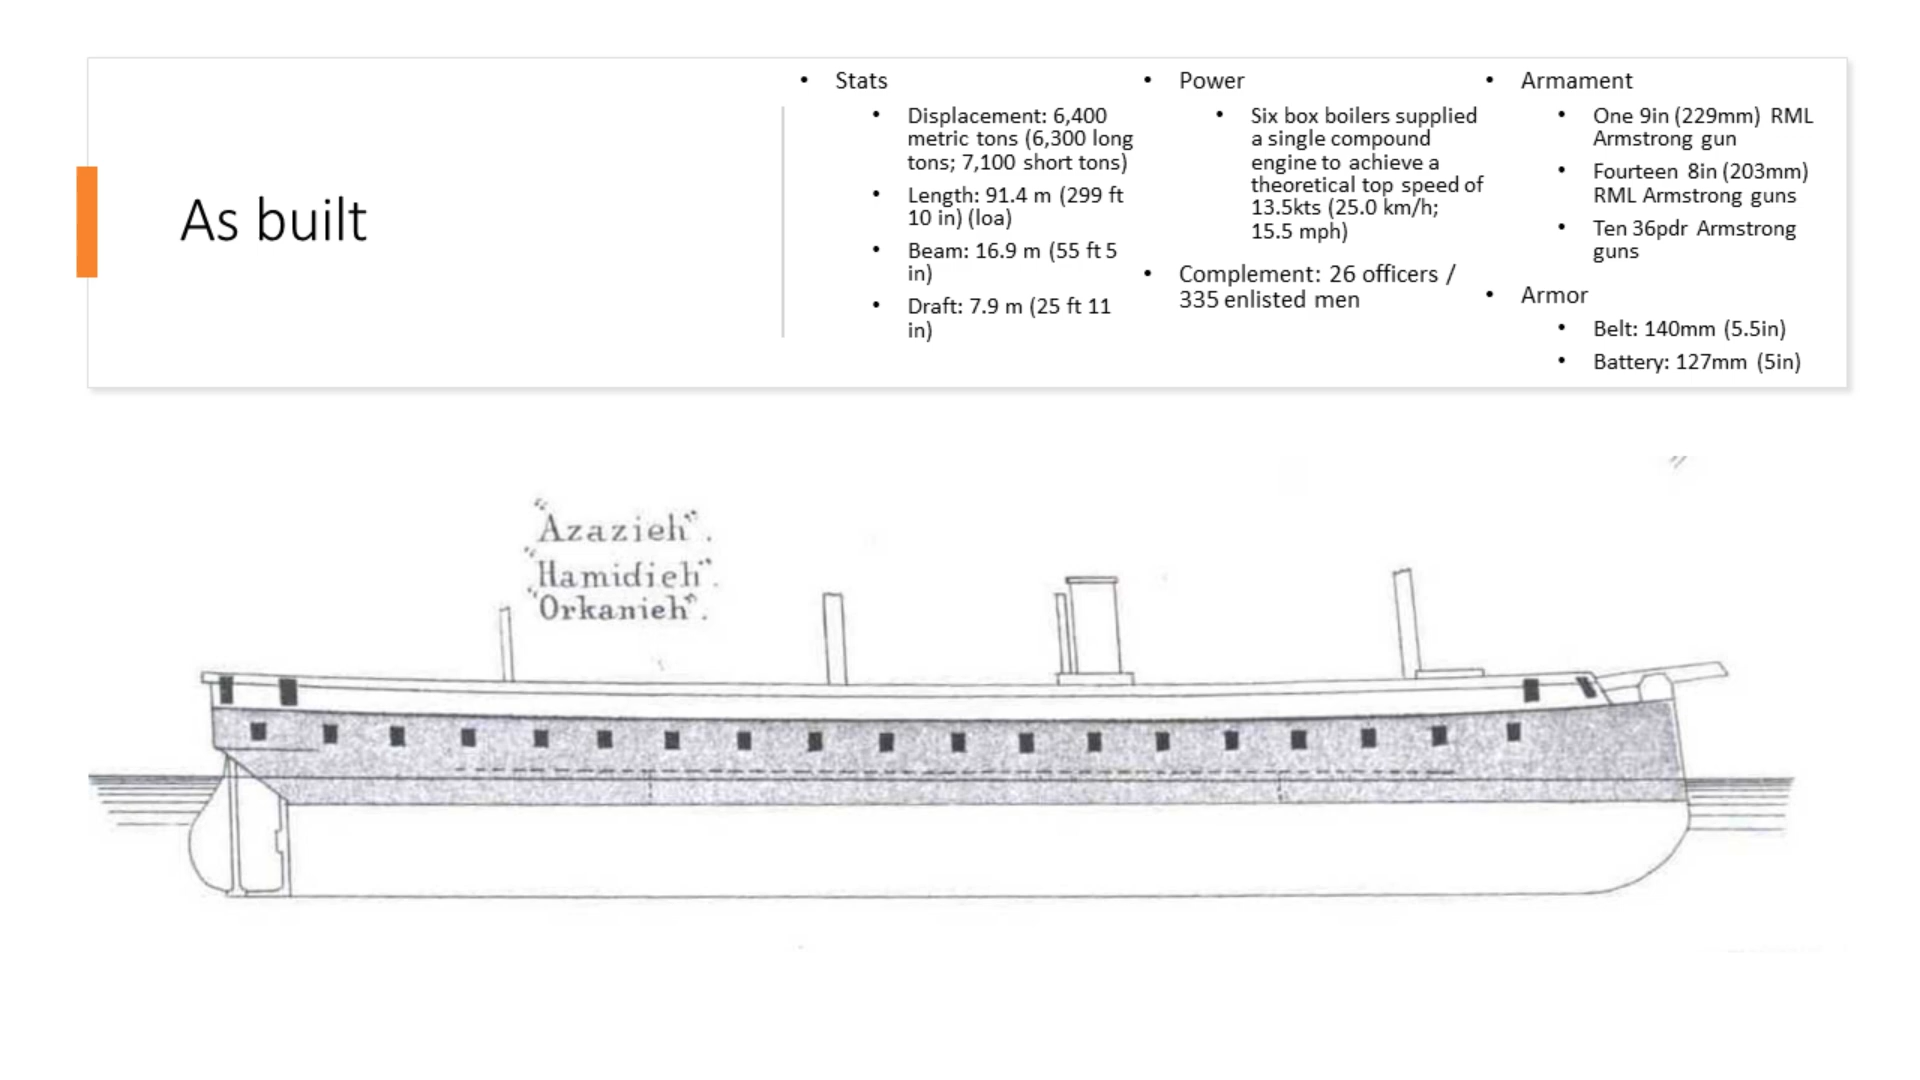 As built
• Stats
• Displacement: 6,400
metric tons (6,300 long
tons; 7,100 short tons)
• Length: 91.4 m (299 ft
10 in) (loa)
• Beam: 16.9 m (55 ft 5
in)
• Draft: 7.9 m (25 ft 11
in)
• Power
• Six box boilers supplied
a single compound
engine to achieve a
theoretical top speed of
13.5kts (25.0 km/h;
15.5 mph)
• Complement: 26 officers /
335 enlisted men
• Armament
• One 9in (229mm) RML
Armstrong gun
• Fourteen 8in (203mm)
RML Armstrong guns
• Ten 36pdr Armstrong
guns
• Armor
• Belt: 140mm (5.5in)
• Battery: 127mm (5in)
"Azazieh".
"Hamidieh".
"Orkanieh".